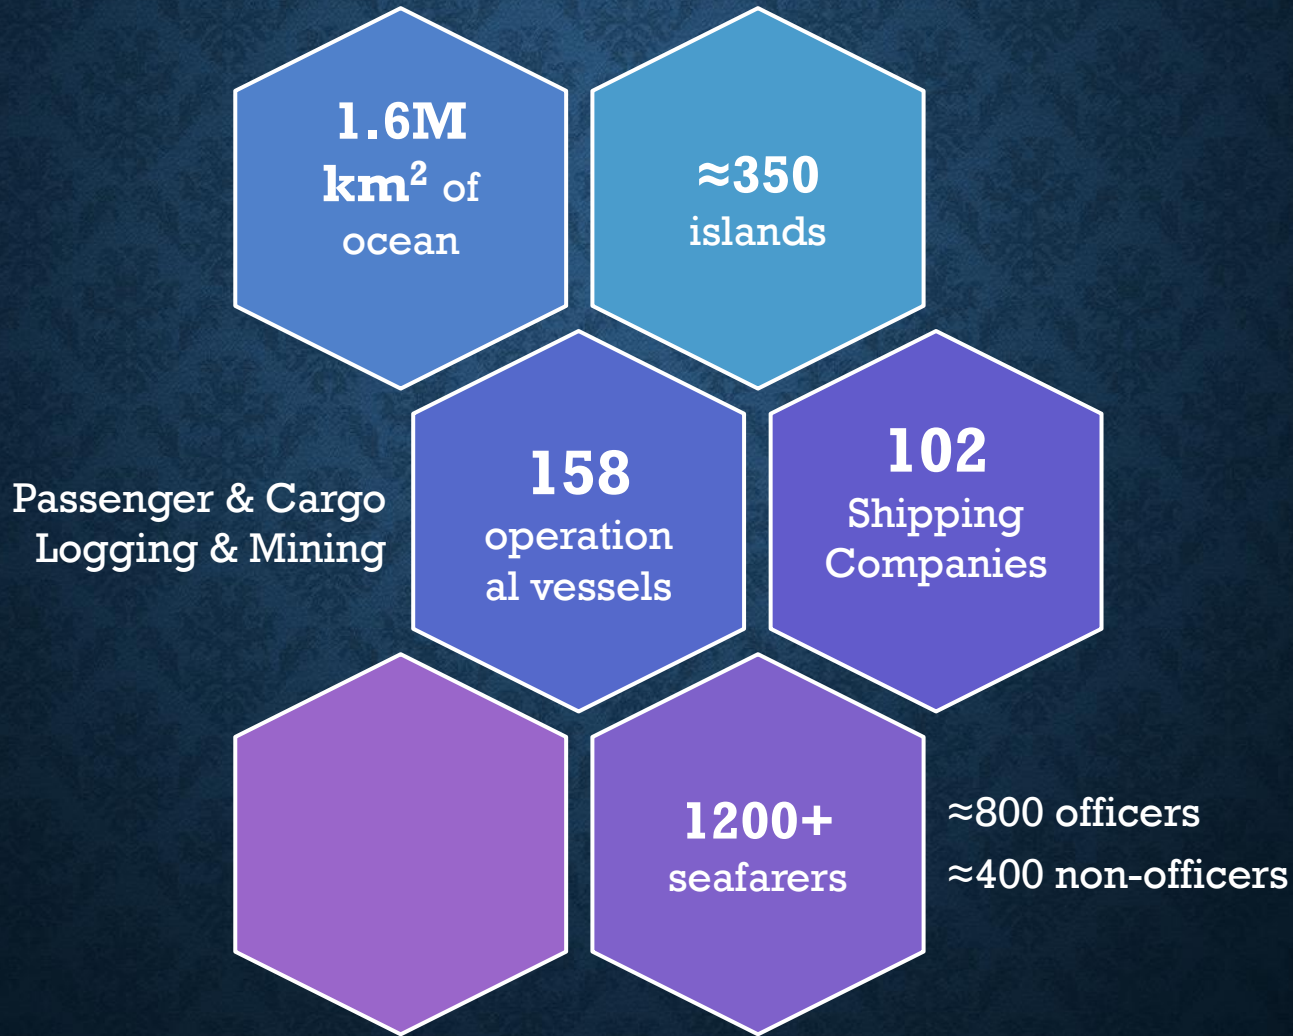 1.6M
km² of
ocean
≈350
islands
Passenger & Cargo
Logging & Mining
158
operation
al vessels
102
Shipping
Companies
1200+
seafarers
≈800 officers
≈400 non-officers